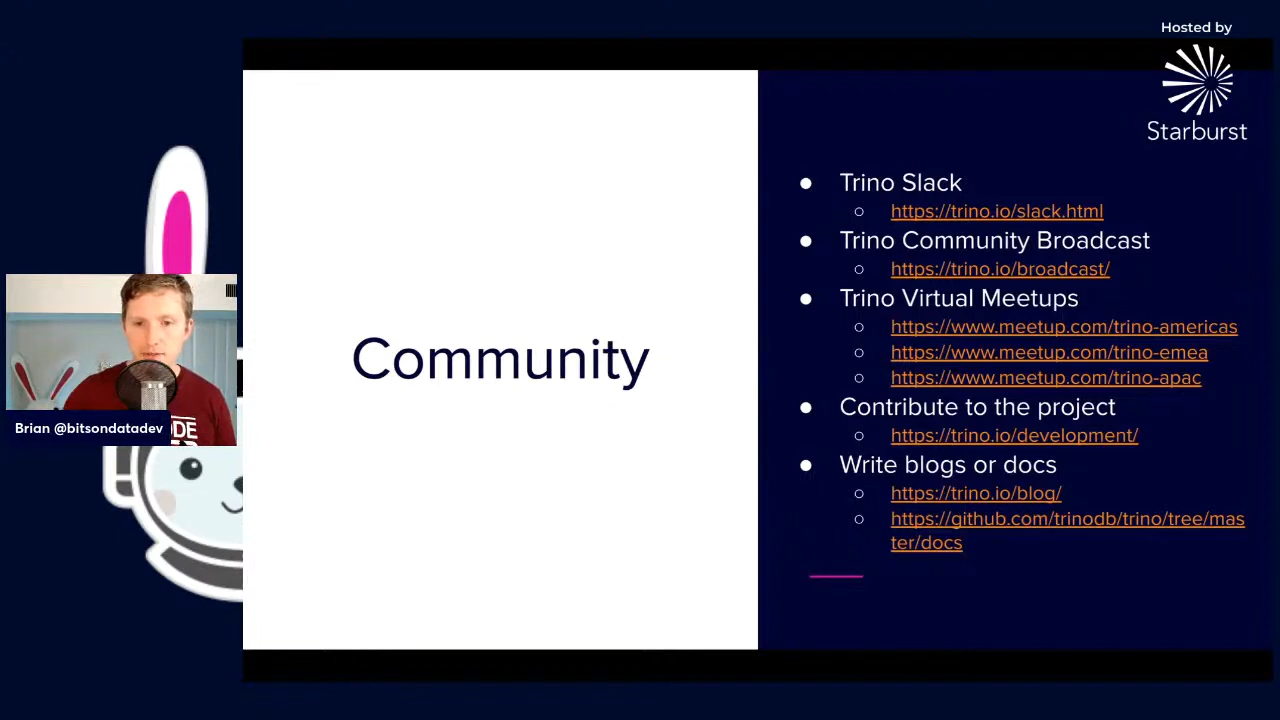 Hosted by
Starburst
Community
Trino Slack
https://trino.io/slack.html
Trino Community Broadcast
https://trino.io/broadcast/
Trino Virtual Meetups
https://www.meetup.com/trino-americas
https://www.meetup.com/trino-emea
https://www.meetup.com/trino-apac
Contribute to the project
https://trino.io/development/
Write blogs or docs
https://trino.io/blog/
https://github.com/trinodb/trino/tree/mas
ter/docs
Brian @bitsondatadev